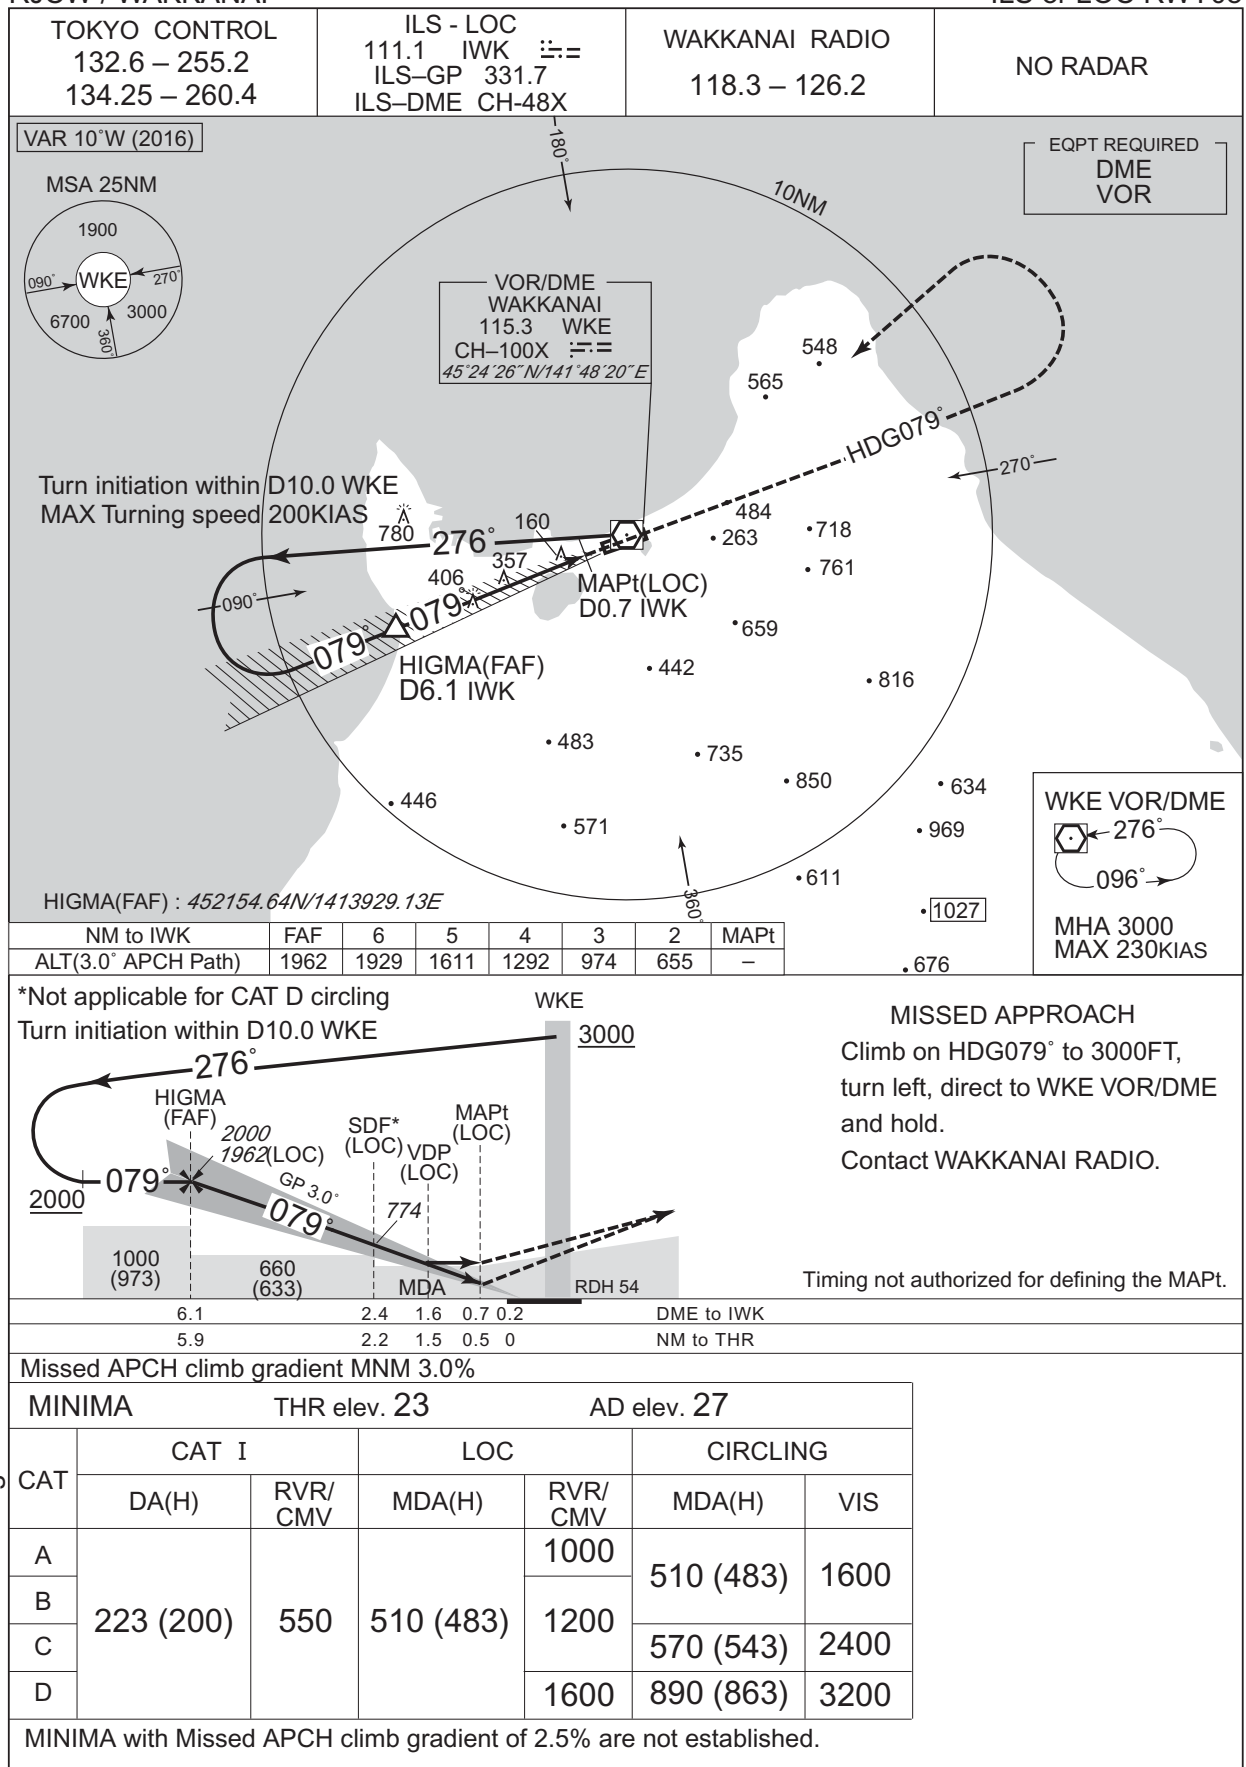 TOKYO CONTROL
132.6 – 255.2
134.25 – 260.4
ILS - LOC
111.1 IWK
ILS–GP 331.7
ILS–DME CH-48X
WAKKANAI RADIO
118.3 – 126.2
NO RADAR
VAR 10˚W (2016)
MSA 25NM
1900
090˚
WKE
270˚
6700
3000
360˚
180˚
10NM
EQPT REQUIRED
DME
VOR
VOR/DME
WAKKANAI
115.3 WKE
CH–100X
45˚24´26˝N/141˚48´20˝E
548
565
HDG079˚
270˚
Turn initiation within D10.0 WKE
MAX Turning speed 200KIAS
780
276˚
160
484
263
718
357
761
406
MAPt(LOC)
D0.7 IWK
090˚
079˚
079˚
659
HIGMA(FAF)
D6.1 IWK
442
816
483
735
850
634
446
571
969
611
1027
676
360˚
WKE VOR/DME
276˚
096˚
MHA 3000
MAX 230KIAS
HIGMA(FAF) : 452154.64N/1413929.13E
NM to IWK FAF 6 5 4 3 2 MAPt
ALT(3.0˚ APCH Path) 1962 1929 1611 1292 974 655 –
*Not applicable for CAT D circling
Turn initiation within D10.0 WKE
WKE
3000
276˚
HIGMA
(FAF)
2000
1962(LOC)
SDF*
(LOC)
VDP
(LOC)
MAPt
(LOC)
GP 3.0˚
2000
079˚
079˚
774
1000
(973)
660
(633)
MDA
RDH 54
6.1 2.4 1.6 0.7 0.2 DME to IWK
5.9 2.2 1.5 0.5 0 NM to THR
MISSED APPROACH
Climb on HDG079˚ to 3000FT,
turn left, direct to WKE VOR/DME
and hold.
Contact WAKKANAI RADIO.
Timing not authorized for defining the MAPt.
Missed APCH climb gradient MNM 3.0%
MINIMA THR elev. 23 AD elev. 27
CAT CAT I LOC CIRCLING
DA(H) RVR/CMV MDA(H) RVR/CMV MDA(H) VIS
A 223 (200) 550 510 (483) 1000 510 (483) 1600
B 1200
C 570 (543) 2400
D 1600 890 (863) 3200
MINIMA with Missed APCH climb gradient of 2.5% are not established.